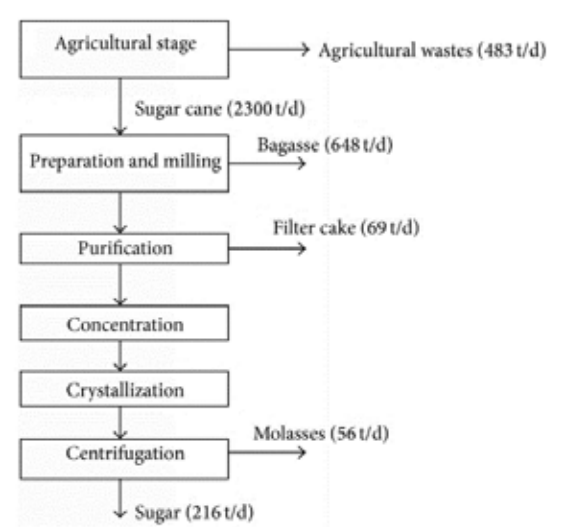 Agricultural stage
Agricultural wastes (483 t/d)
Sugar cane (2300 t/d)
Preparation and milling
Bagasse (648 t/d)
Purification
Filter cake (69 t/d)
Concentration
Crystallization
Centrifugation
Molasses (56 t/d)
Sugar (216 t/d)